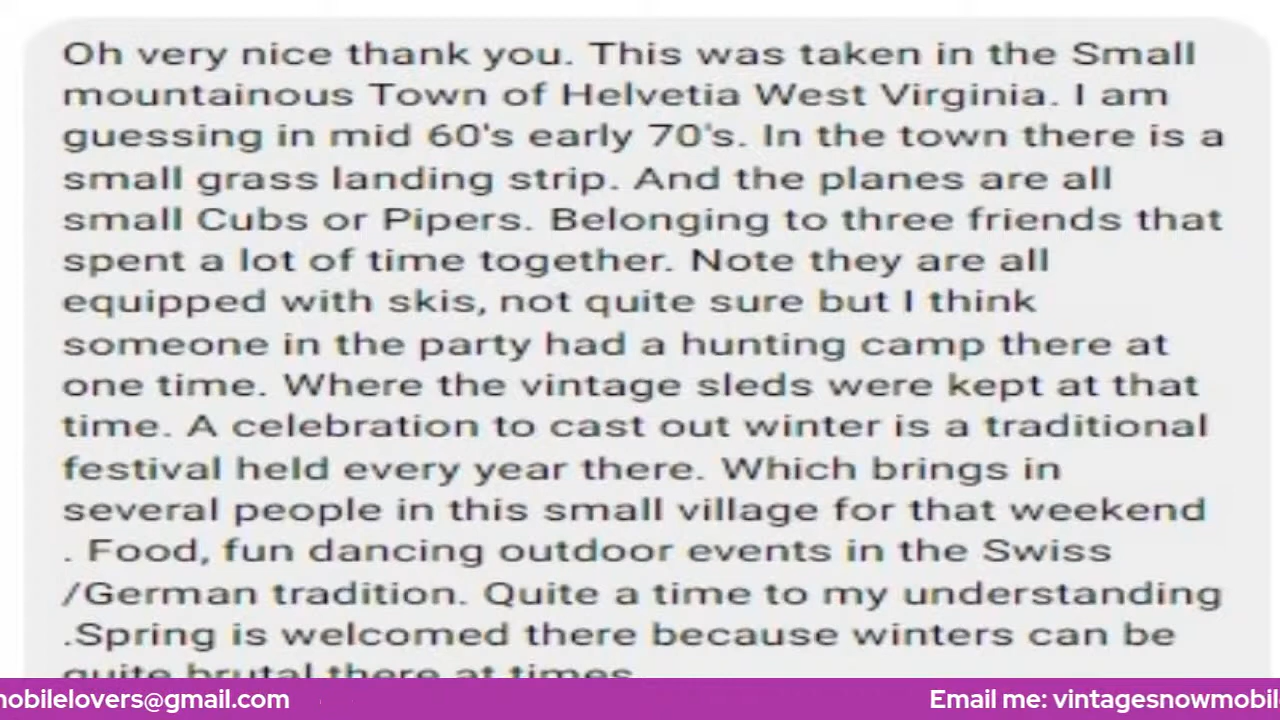 Oh very nice thank you. This was taken in the Small
mountainous Town of Helvetia West Virginia. I am
guessing in mid 60's early 70's. In the town there is a
small grass landing strip. And the planes are all
small Cubs or Pipers. Belonging to three friends that
spent a lot of time together. Note they are all
equipped with skis, not quite sure but I think
someone in the party had a hunting camp there at
one time. Where the vintage sleds were kept at that
time. A celebration to cast out winter is a traditional
festival held every year there. Which brings in
several people in this small village for that weekend
. Food, fun dancing outdoor events in the Swiss
/German tradition. Quite a time to my understanding
.Spring is welcomed there because winters can be
quite brutal there at times
mobilelovers@gmail.com Email me: vintagesnowmobil